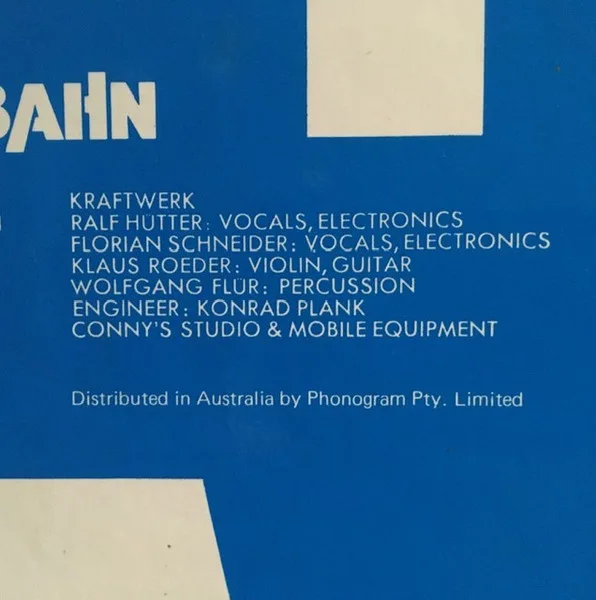 BAHN
KRAFTWERK
RALF HÜTTER: VOCALS, ELECTRONICS
FLORIAN SCHNEIDER: VOCALS, ELECTRONICS
KLAUS ROEDER: VIOLIN, GUITAR
WOLFGANG FLÜR: PERCUSSION
ENGINEER: KONRAD PLANK
CONNY'S STUDIO & MOBILE EQUIPMENT
Distributed in Australia by Phonogram Pty. Limited